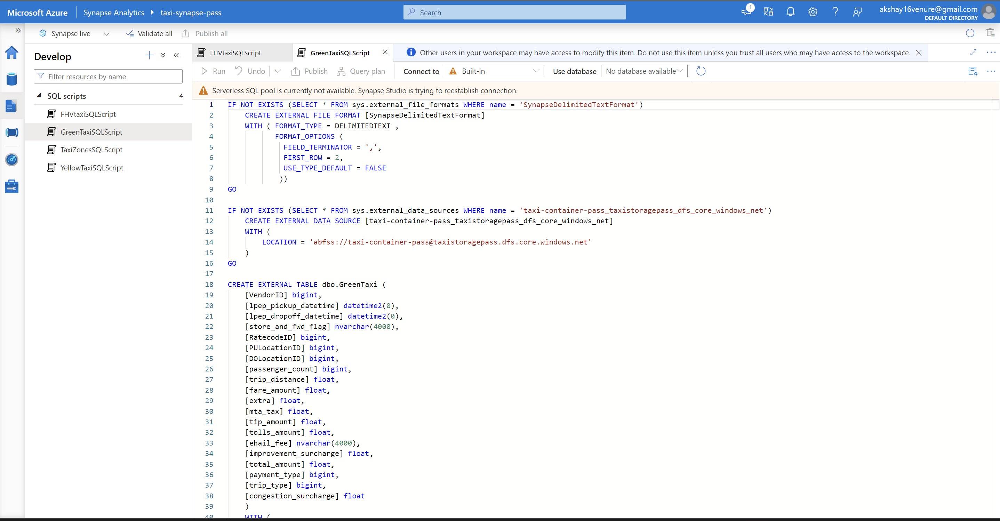 Microsoft Azure
Synapse Analytics
taxi-synapse-pass
Search
1
akshay16venure@gmail.com
DEFAULT DIRECTORY
Synapse live
Validate all
Publish all
Develop
Filter resources by name
SQL scripts
4
FHVtaxiSQLScript
GreenTaxiSQLScript
TaxiZonesSQLScript
YellowTaxiSQLScript
FHVtaxiSQLScript
GreenTaxiSQLScript
Other users in your workspace may have access to modify this item. Do not use this item unless you trust all users who may have access to the workspace.
Run
Undo
Publish
Query plan
Connect to
Built-in
Use database
No database available
Serverless SQL pool is currently not available. Synapse Studio is trying to reestablish connection.
1 IF NOT EXISTS (SELECT * FROM sys.external_file_formats WHERE name = 'SynapseDelimitedTextFormat')
2 CREATE EXTERNAL FILE FORMAT [SynapseDelimitedTextFormat]
3 WITH ( FORMAT_TYPE = DELIMITEDTEXT ,
4 FORMAT_OPTIONS (
5 FIELD_TERMINATOR = ',',
6 FIRST_ROW = 2,
7 USE_TYPE_DEFAULT = FALSE
8 ))
9 GO
10
11 IF NOT EXISTS (SELECT * FROM sys.external_data_sources WHERE name = 'taxi-container-pass_taxistoragepass_dfs_core_windows_net')
12 CREATE EXTERNAL DATA SOURCE [taxi-container-pass_taxistoragepass_dfs_core_windows_net]
13 WITH (
14 LOCATION = 'abfss://taxi-container-pass@taxistoragepass.dfs.core.windows.net'
15 )
16 GO
17
18 CREATE EXTERNAL TABLE dbo.GreenTaxi (
19 [VendorID] bigint,
20 [lpep_pickup_datetime] datetime2(0),
21 [lpep_dropoff_datetime] datetime2(0),
22 [store_and_fwd_flag] nvarchar(4000),
23 [RatecodeID] bigint,
24 [PULocationID] bigint,
25 [DOLocationID] bigint,
26 [passenger_count] bigint,
27 [trip_distance] float,
28 [fare_amount] float,
29 [extra] float,
30 [mta_tax] float,
31 [tip_amount] float,
32 [tolls_amount] float,
33 [ehail_fee] nvarchar(4000),
34 [improvement_surcharge] float,
35 [total_amount] float,
36 [payment_type] bigint,
37 [trip_type] bigint,
38 [congestion_surcharge] float
39 )
40 WITH (